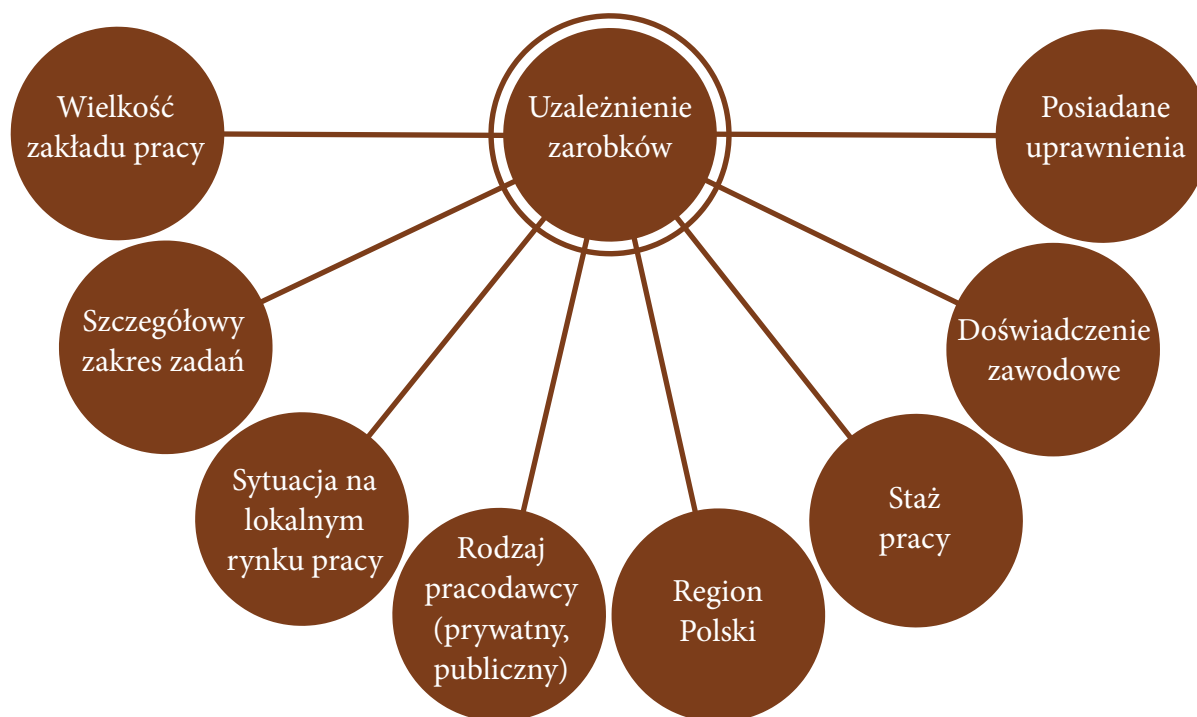 Uzależnienie
zarobków
Wielkość
zakładu pracy
Szczegółowy
zakres zadań
Sytuacja na
lokalnym
rynku pracy
Rodzaj
pracodawcy
(prywatny,
publiczny)
Region
Polski
Staż
pracy
Doświadczenie
zawodowe
Posiadane
uprawnienia